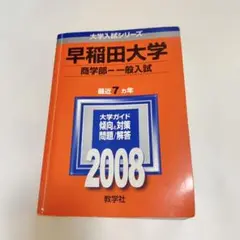 大学入試シリーズ
早稲田大学
商学部－一般入試
最近7カ年
大学ガイド
傾向と対策
問題/解答
2008
教学社